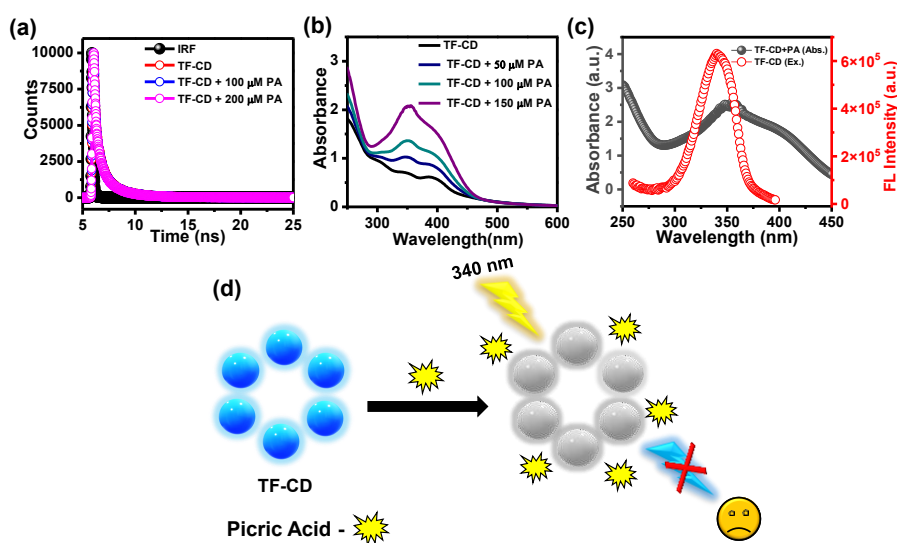 (a)
10000
7500
5000
2500
0
Counts
IRF
TF-CD
TF-CD + 100 μM PA
TF-CD + 200 μM PA
5 10 15 20 25
Time (ns)
(b)
3
2
1
0
Absorbance
TF-CD
TF-CD + 50 μM PA
TF-CD + 100 μM PA
TF-CD + 150 μM PA
300 400 500 600
Wavelength(nm)
(c)
4
3
2
1
0
Absorbance (a.u.)
TF-CD+PA (Abs.)
TF-CD (Ex.)
6×10⁵
4×10⁵
2×10⁵
0
FL Intensity (a.u.)
250 300 350 400 450
Wavelength (nm)
(d)
340 nm
TF-CD
Picric Acid -